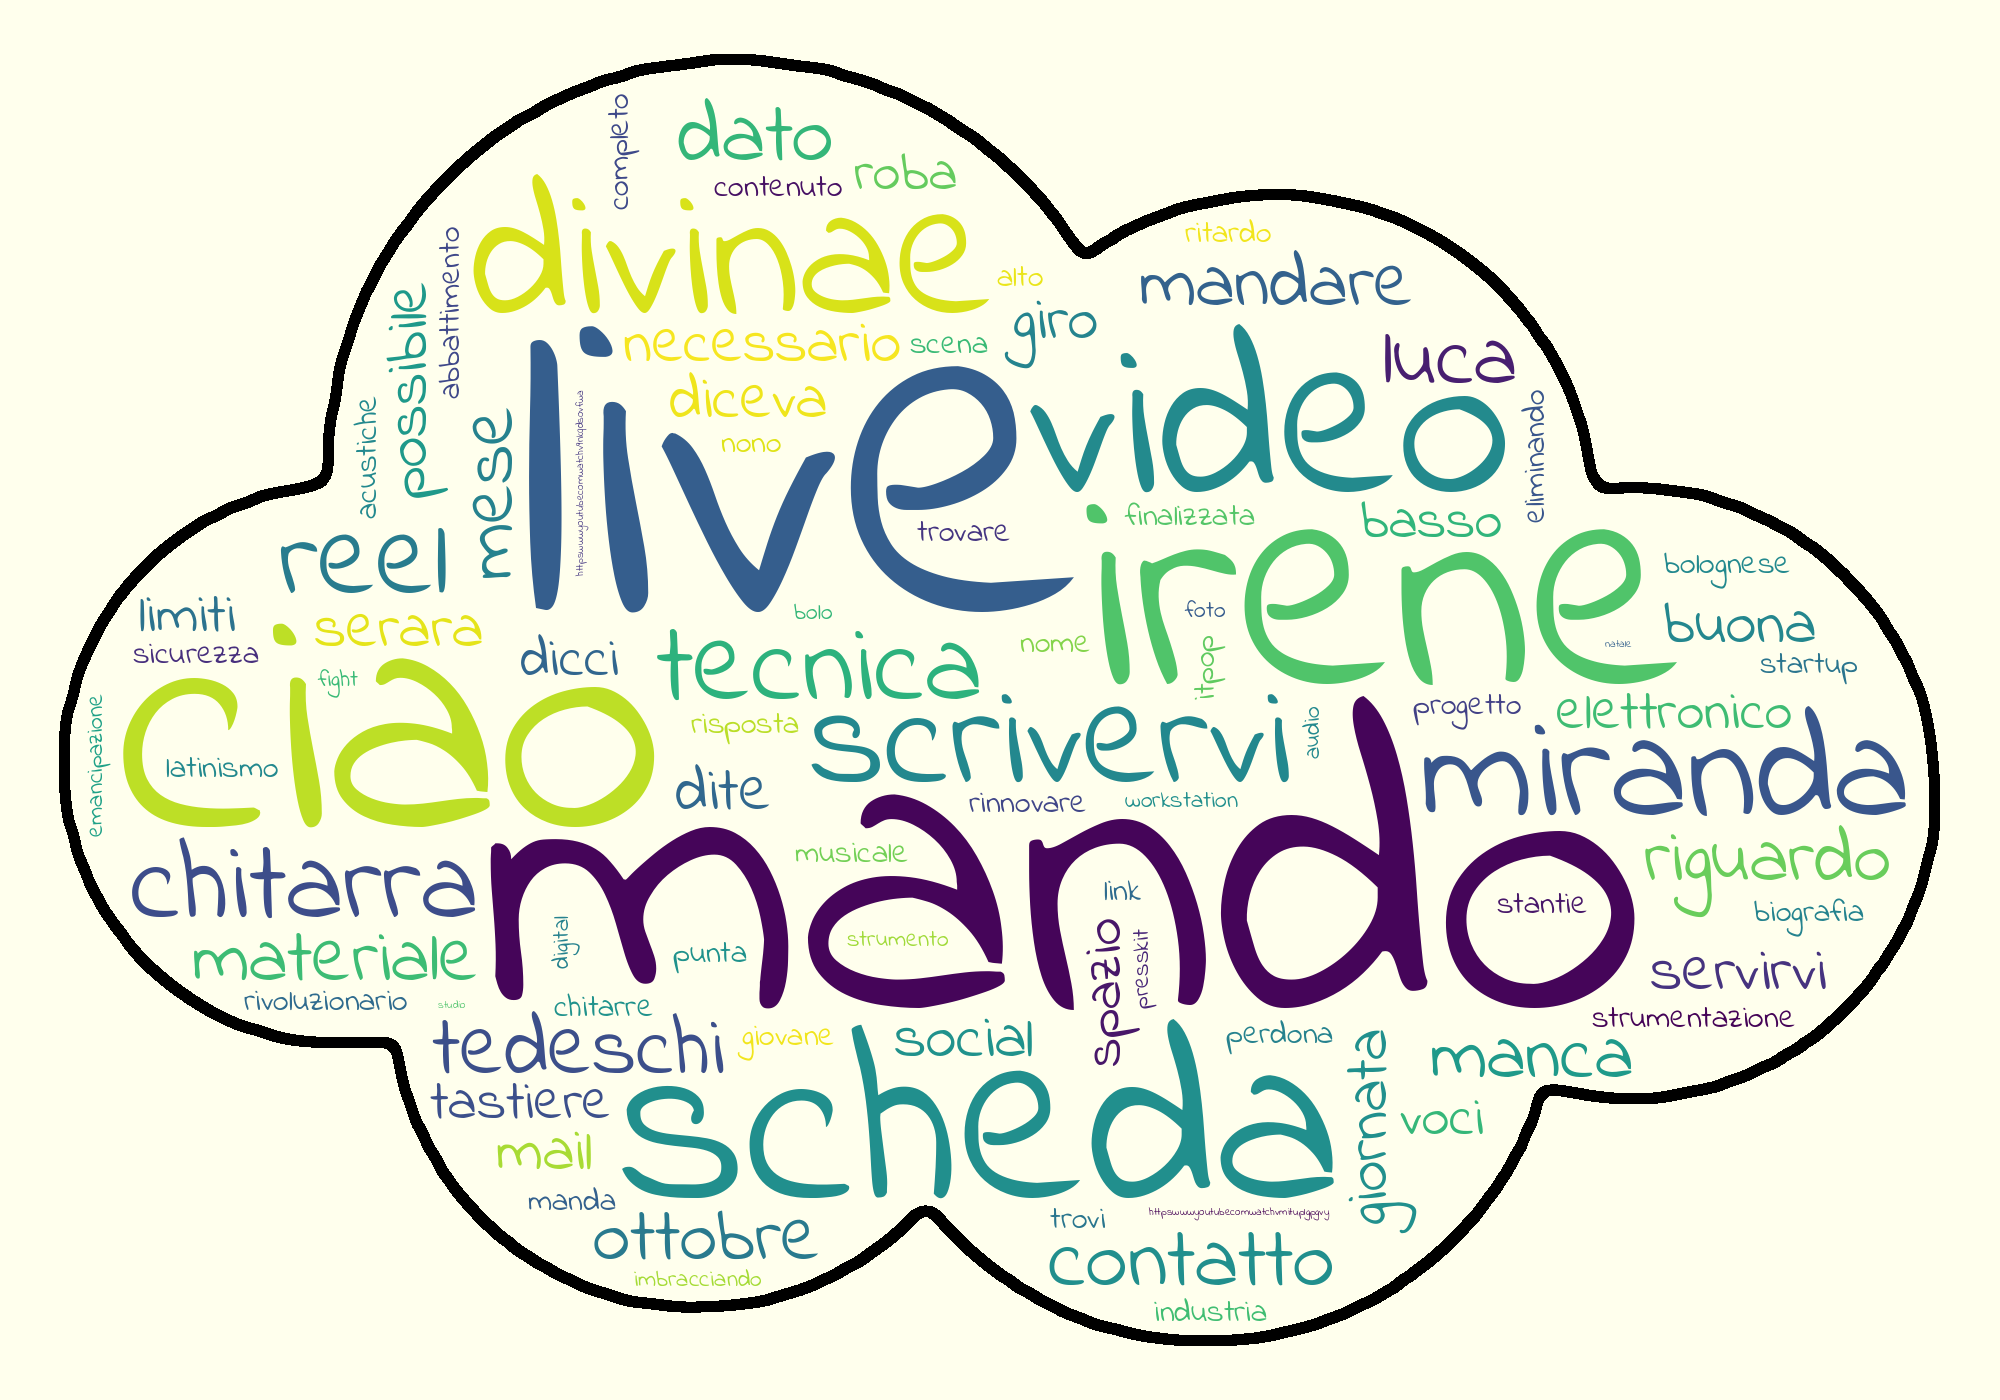 completo
dato
contenuto
roba
divinae
ritardo
alto
mandare
abbattimento
possibile
necessario
scena
giro
luca
diceva
nono
live
video
mese
acustiche
eliminando
trovare
finalizzata
basso
irene
reel
bolognese
limiti
serara
bolo
foto
buona
sicurezza
dicci
tecnica
nome
itpop
natale
startup
fight
ciao
emancipazione
latinismo
risposta
scrivervi
audio
progetto
elettronico
miranda
dite
rinnovare
workstation
mando
chitarra
musicale
link
stantie
riguardo
biografia
materiale
digital
punta
strumento
spazio
presskit
servirvi
rivoluzionario
studio
chitarre
strumentazione
tedeschi
giovane
social
perdona
manca
giornata
tastiere
scheda
voci
mail
manda
trovi
ottobre
contatto
imbracciando
industria